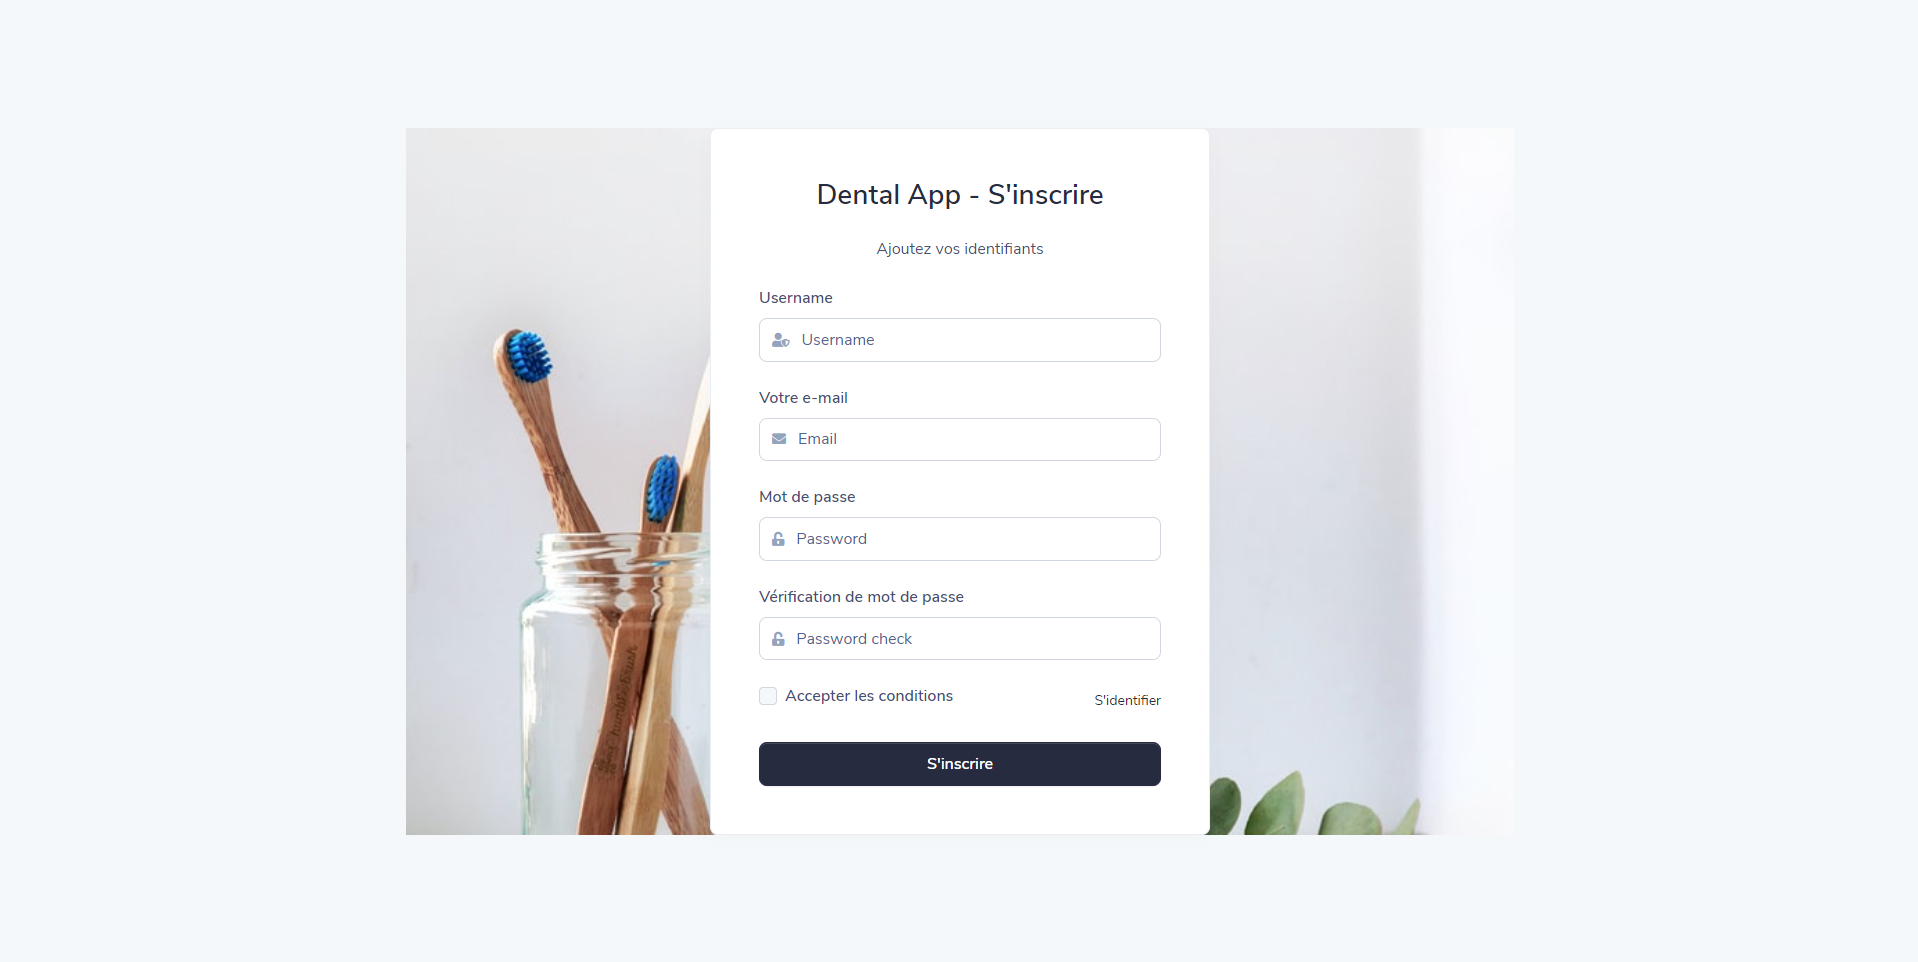 Dental App - S'inscrire
Ajoutez vos identifiants
Username
Username
Votre e-mail
Email
Mot de passe
Password
Vérification de mot de passe
Password check
Accepter les conditions
S'identifier
S'inscrire